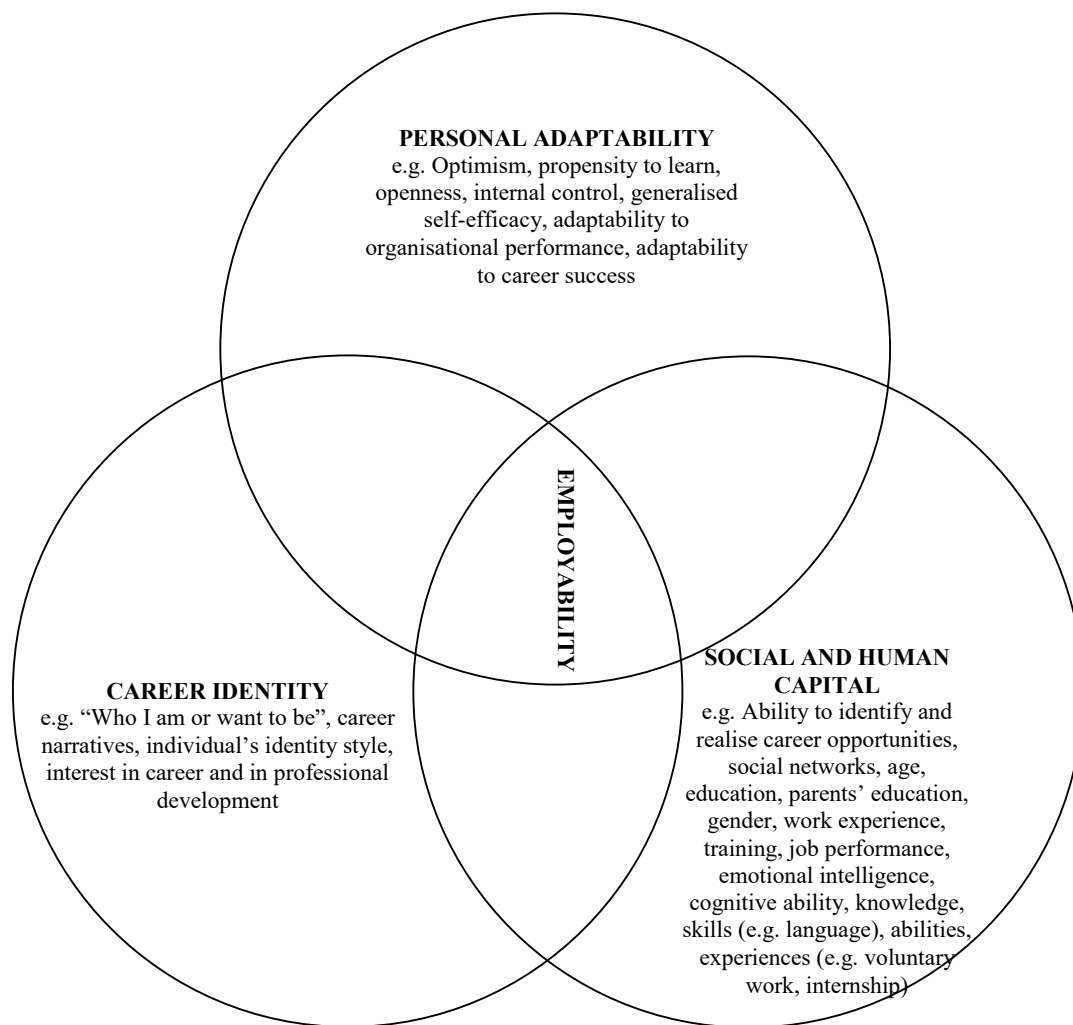 PERSONAL ADAPTABILITY
e.g. Optimism, propensity to learn,
openness, internal control, generalised
self-efficacy, adaptability to
organisational performance, adaptability
to career success
EMPLOYABILITY
CAREER IDENTITY
e.g. “Who I am or want to be”, career
narratives, individual’s identity style,
interest in career and in professional
development
SOCIAL AND HUMAN
CAPITAL
e.g. Ability to identify and
realise career opportunities,
social networks, age,
education, parents’ education,
gender, work experience,
training, job performance,
emotional intelligence,
cognitive ability, knowledge,
skills (e.g. language), abilities,
experiences (e.g. voluntary
work, internship)